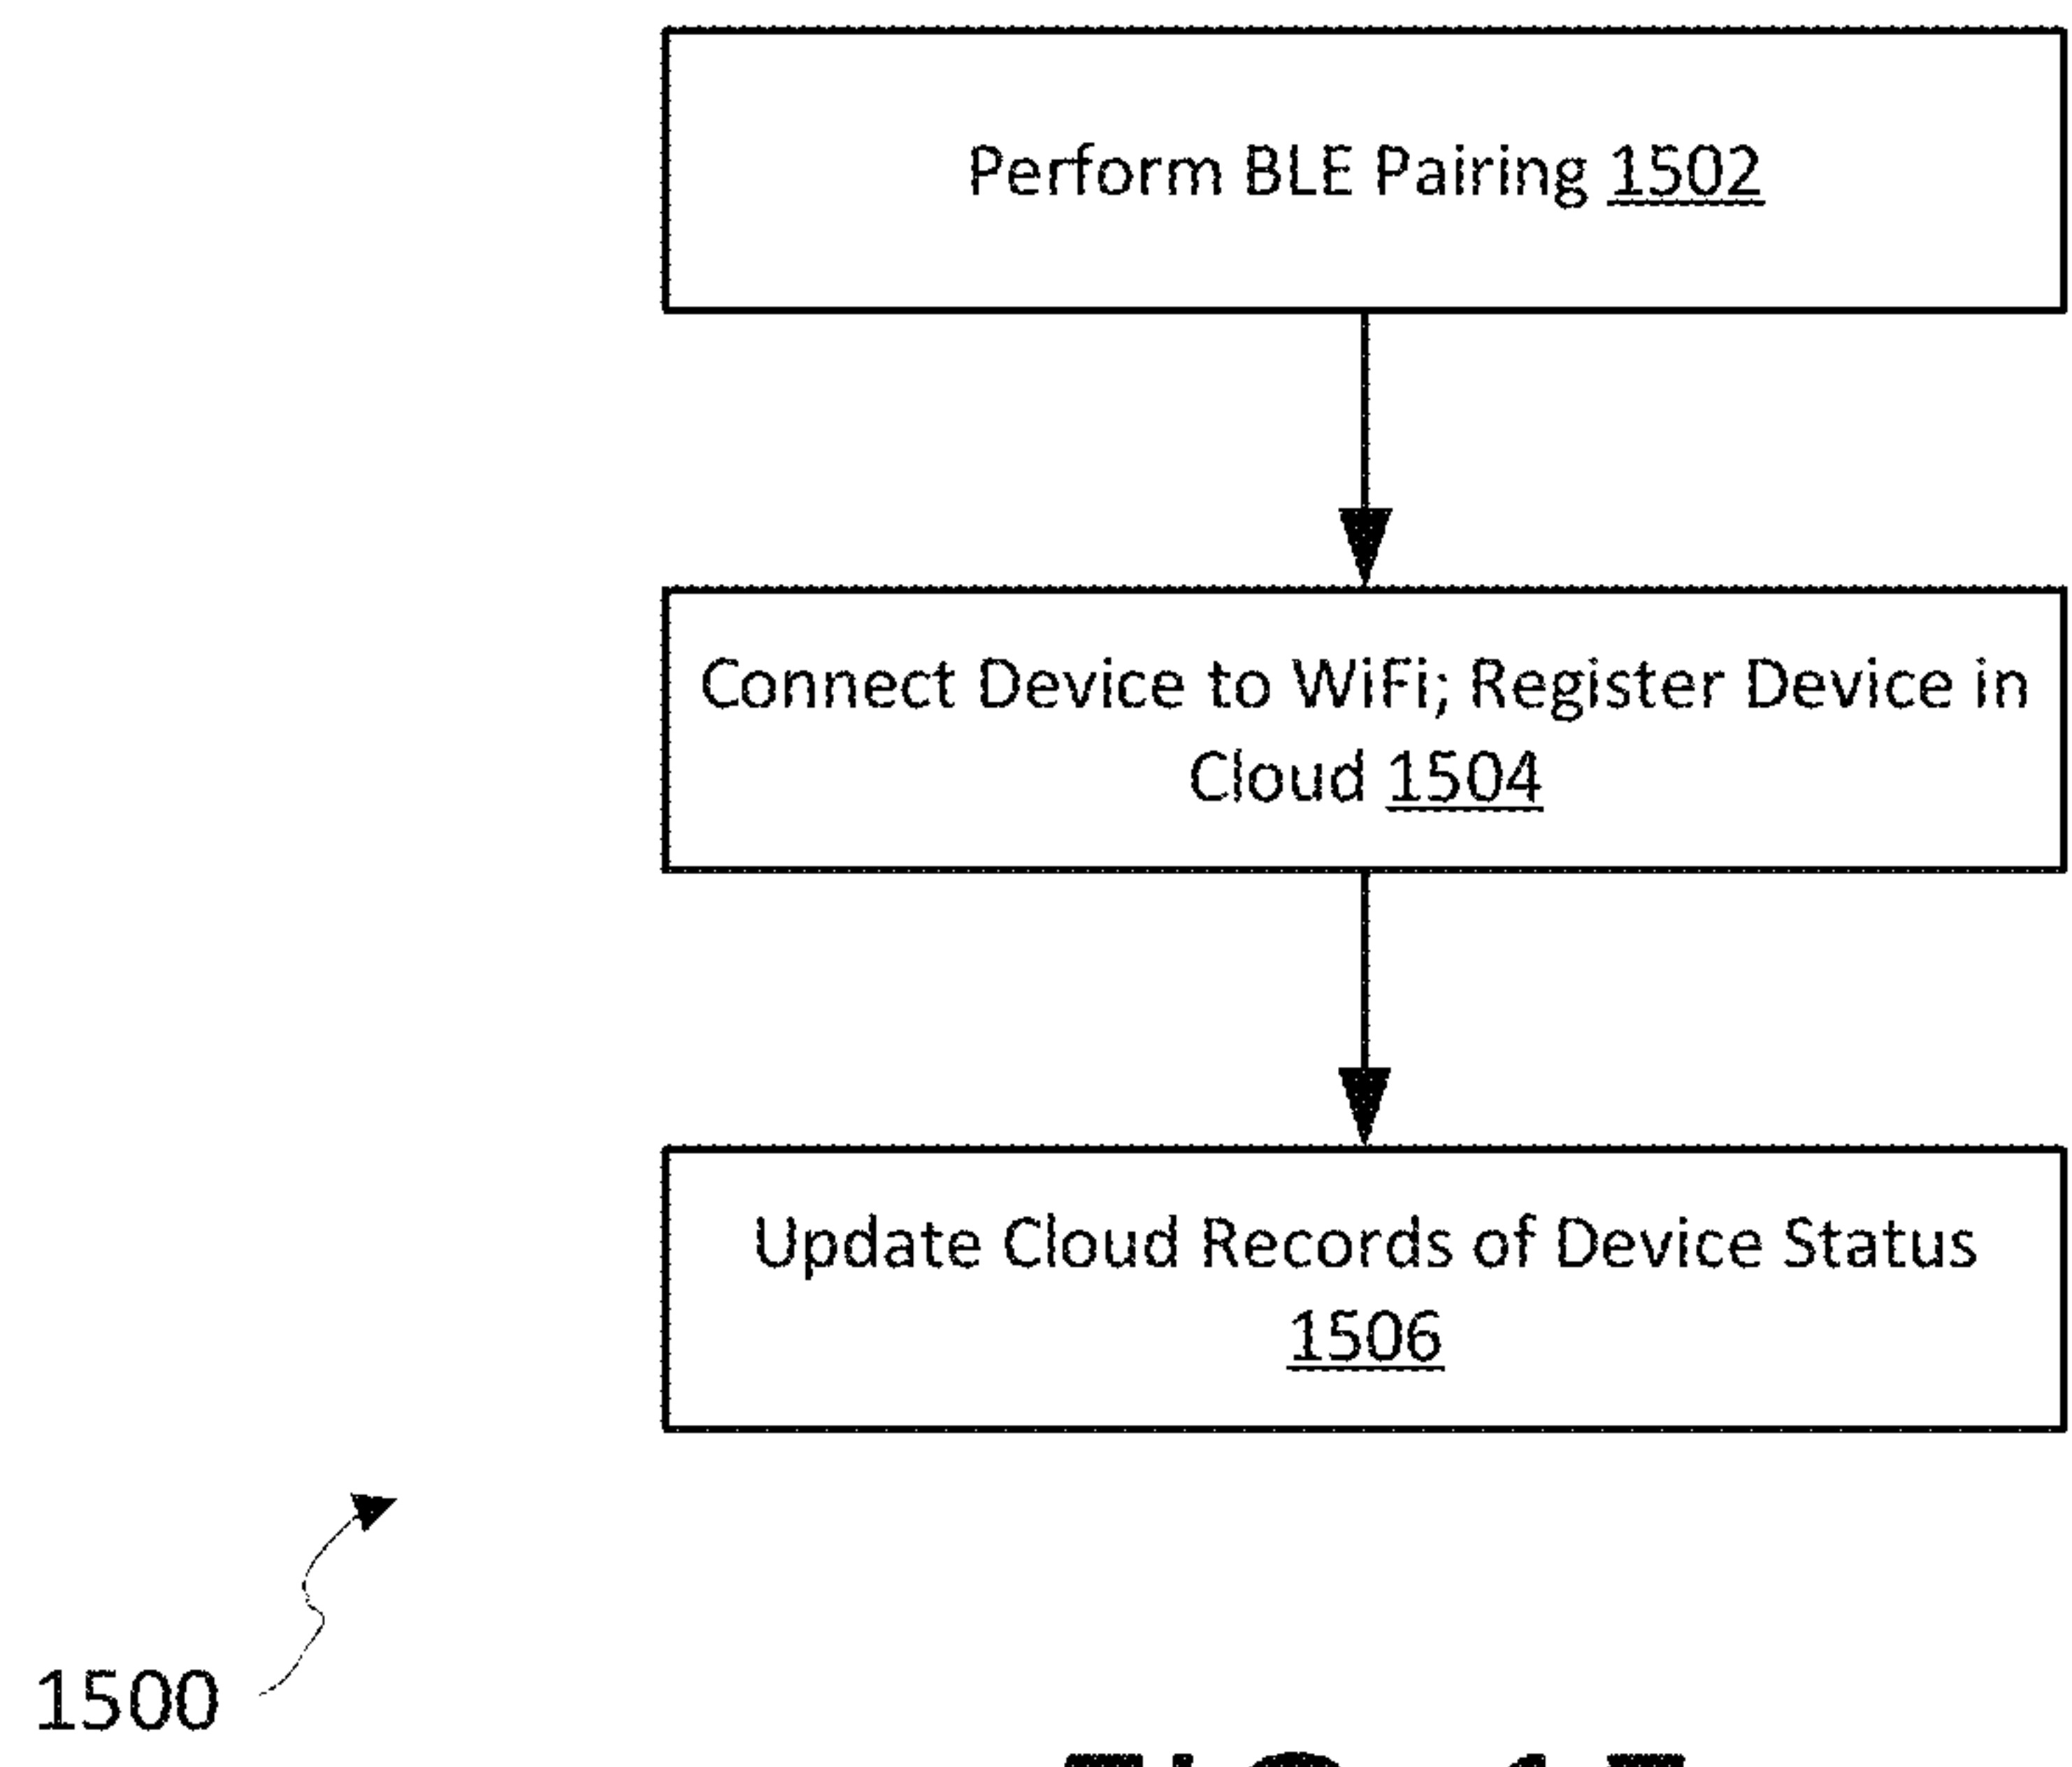 Perform BLE Pairing 1502
Connect Device to WiFi; Register Device in
Cloud 1504
Update Cloud Records of Device Status
1506
1500